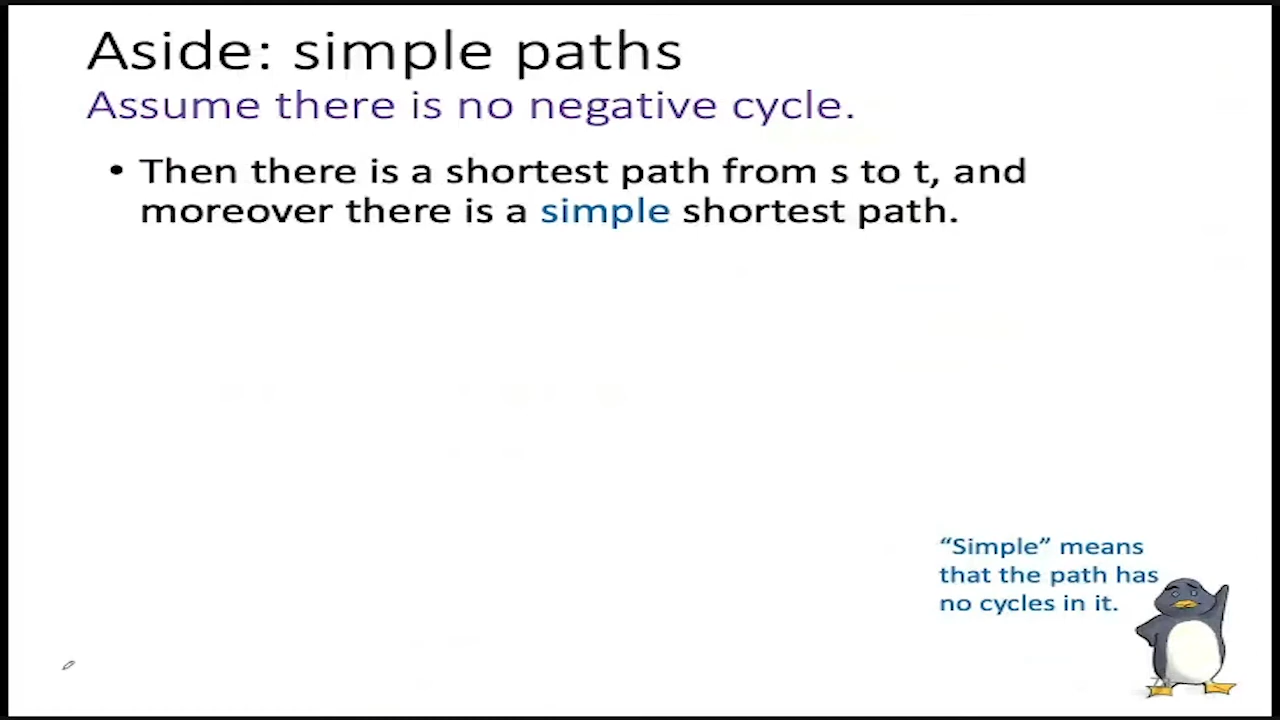 Aside: simple paths
Assume there is no negative cycle.
• Then there is a shortest path from s to t, and
moreover there is a simple shortest path.
“Simple” means
that the path has
no cycles in it.